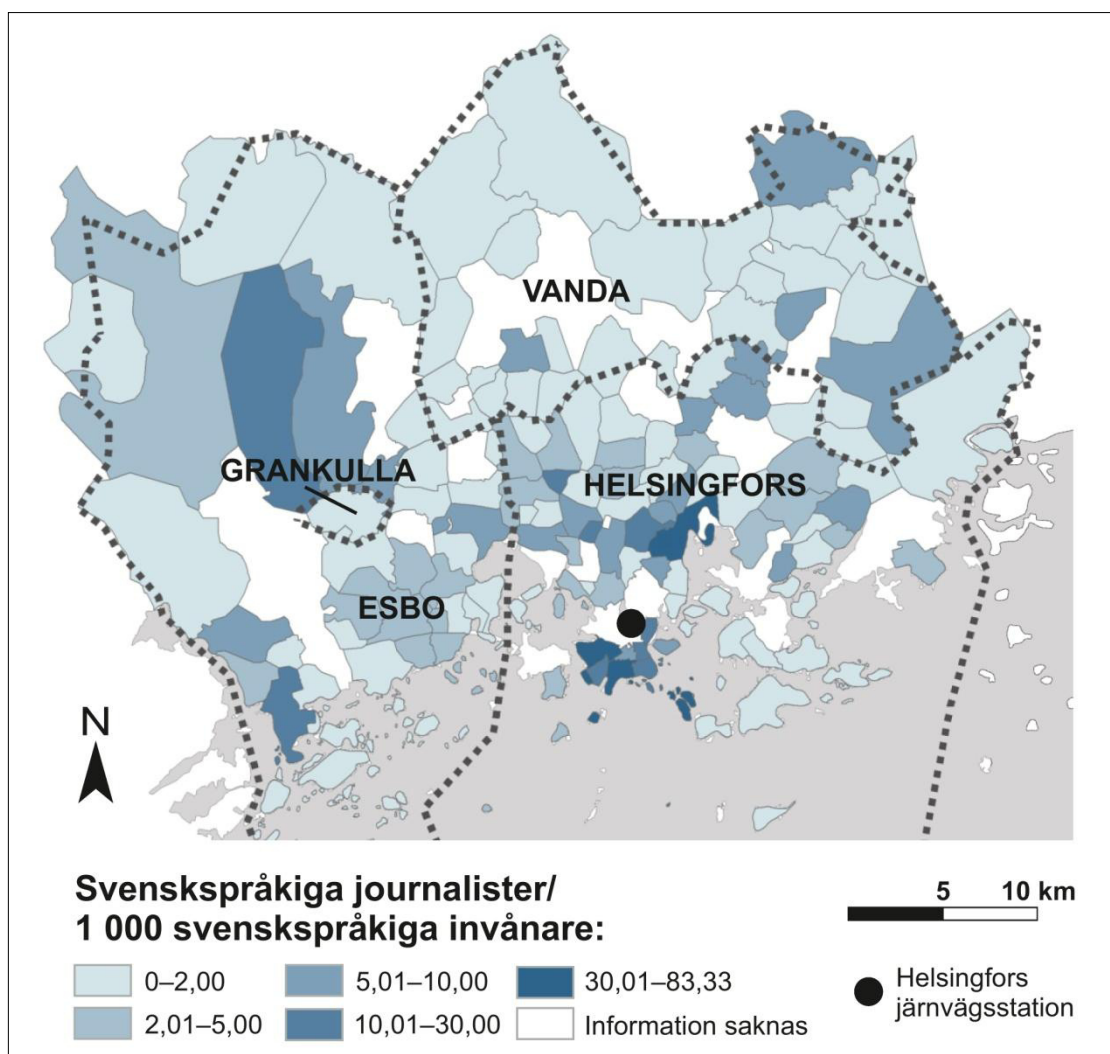 VANDA
GRANKULLA
HELSINGFORS
ESBO
N
Svenskspråkiga journalister/
1 000 svenskspråkiga invånare:
5 10 km
0–2,00
5,01–10,00
30,01–83,33
2,01–5,00
10,01–30,00
Information saknas
Helsingfors
järnvägsstation